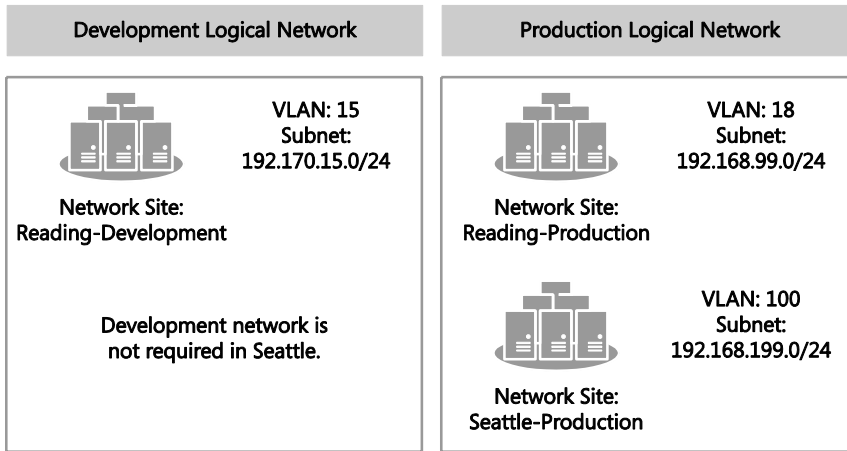 Development Logical Network
VLAN: 15
Subnet:
192.170.15.0/24
Network Site:
Reading-Development
Development network is
not required in Seattle.
Production Logical Network
VLAN: 18
Subnet:
192.168.99.0/24
Network Site:
Reading-Production
VLAN: 100
Subnet:
192.168.199.0/24
Network Site:
Seattle-Production